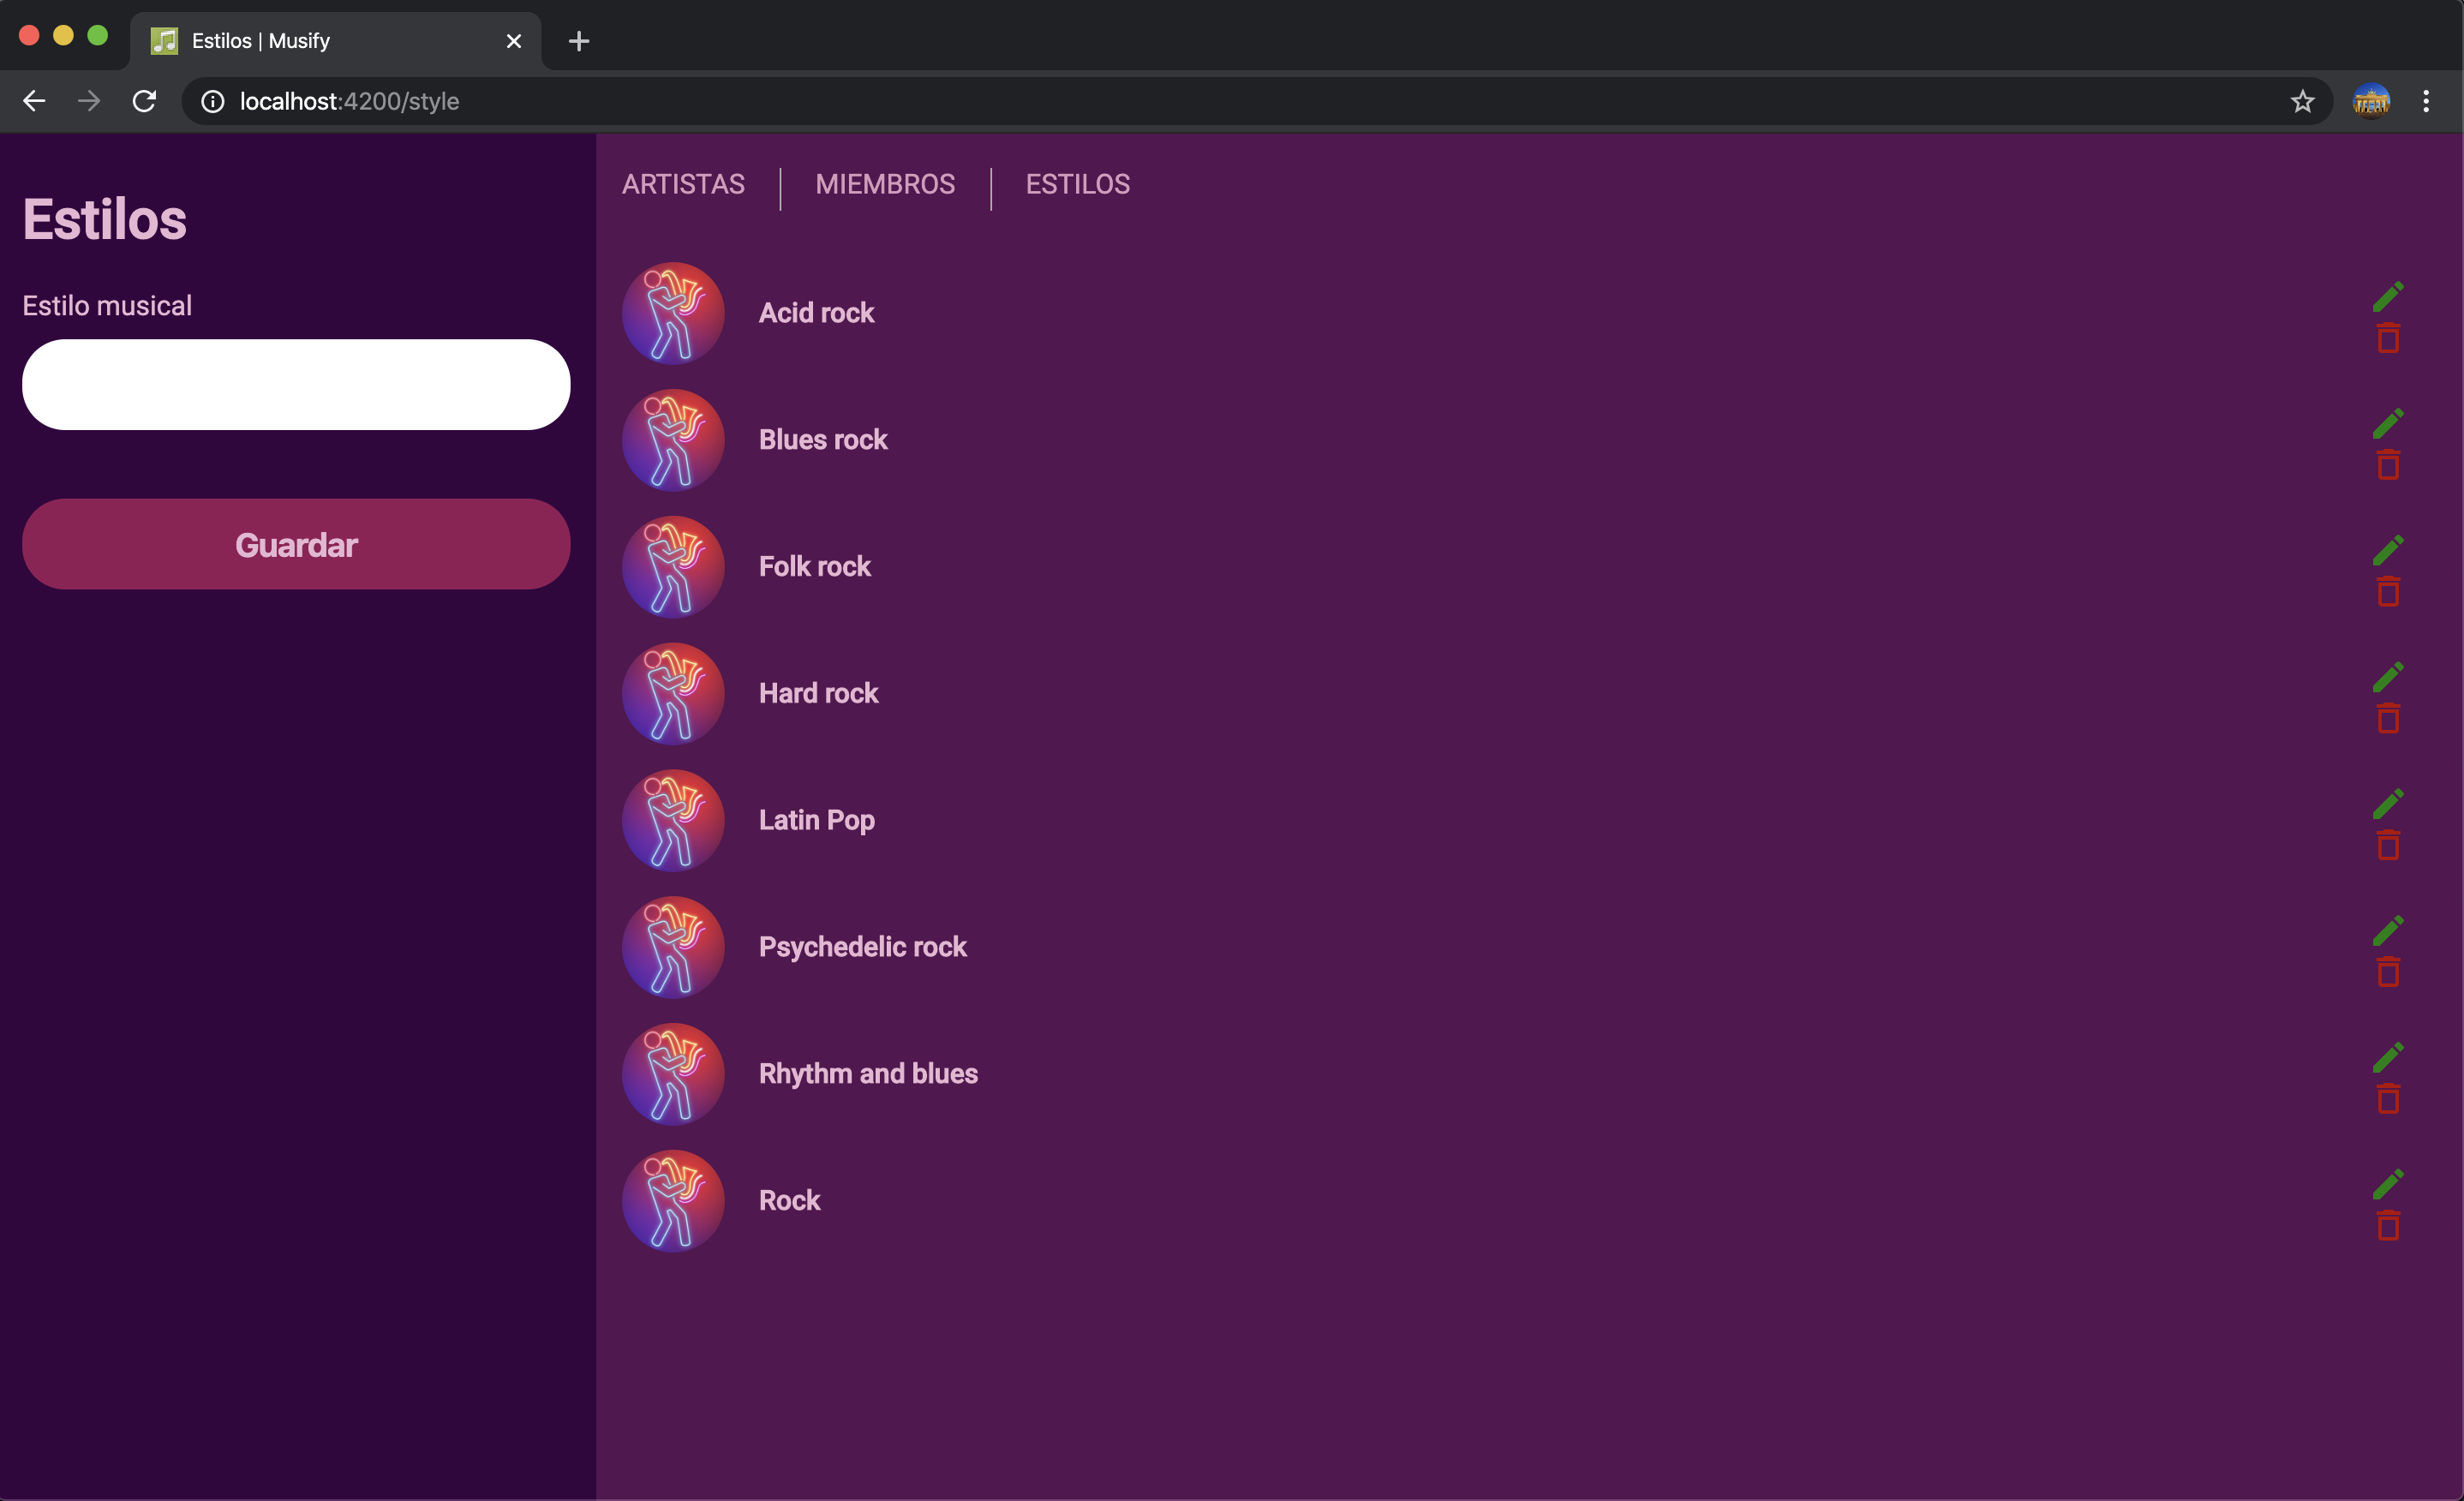 Estilos | Musify
localhost:4200/style
Estilos
Estilo musical
Guardar
ARTISTAS
MIEMBROS
ESTILOS
Acid rock
Blues rock
Folk rock
Hard rock
Latin Pop
Psychedelic rock
Rhythm and blues
Rock